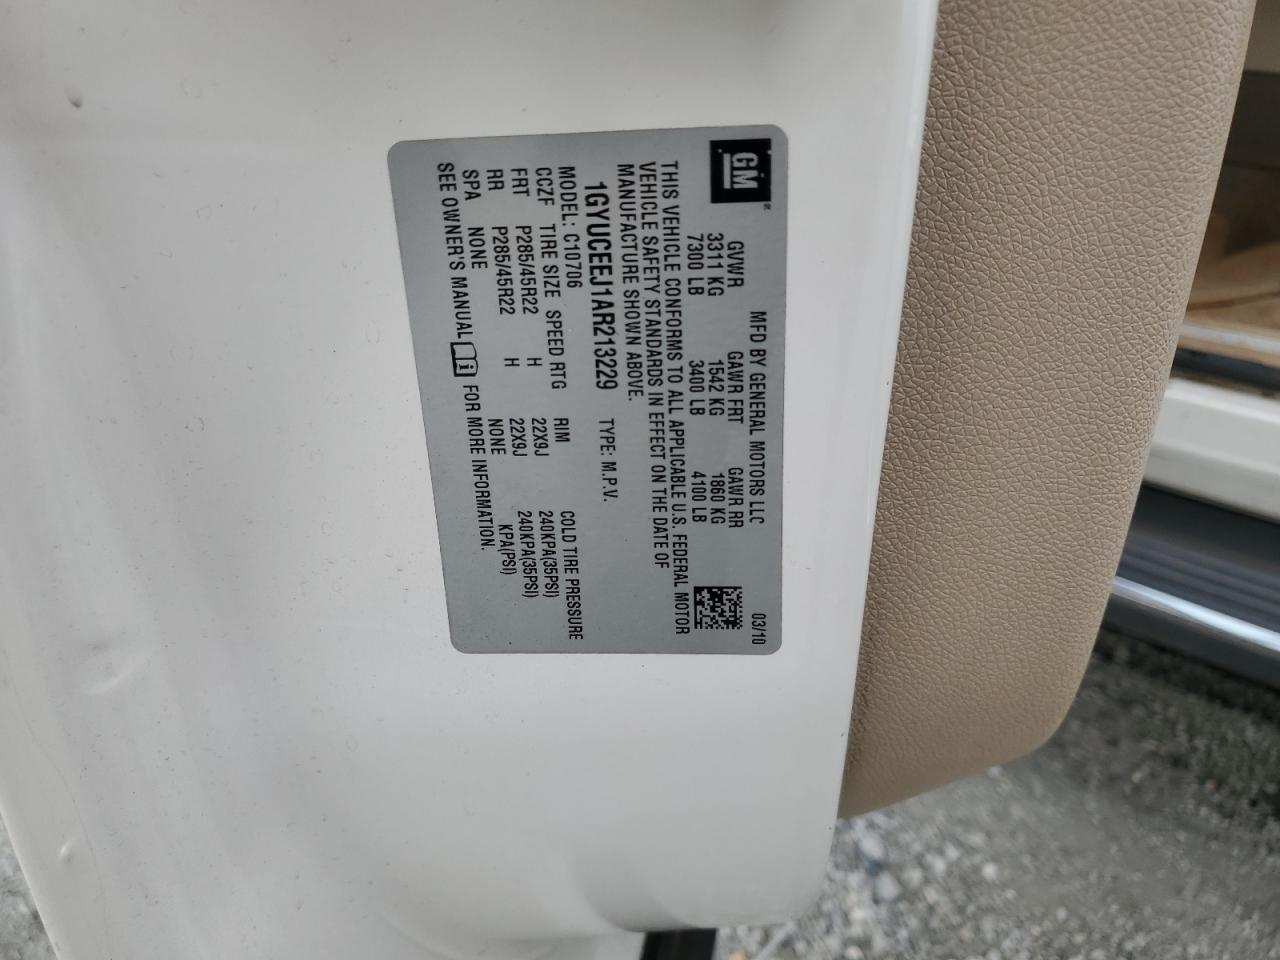 GM
MFD BY GENERAL MOTORS LLC 03/10
GVWR GAWR FRT GAWR RR
3311 KG 1542 KG 1860 KG
7300 LB 3400 LB 4100 LB
THIS VEHICLE CONFORMS TO ALL APPLICABLE U.S. FEDERAL MOTOR
VEHICLE SAFETY STANDARDS IN EFFECT ON THE DATE OF
MANUFACTURE SHOWN ABOVE.
1GYUCEEJ1AR213229 TYPE: M.P.V.
MODEL: C10706
CCZF TIRE SIZE SPEED RTG RIM COLD TIRE PRESSURE
FRT P285/45R22 H 22X9J 240KPA(35PSI)
RR P285/45R22 H 22X9J 240KPA(35PSI)
SPA NONE NONE KPA(PSI)
SEE OWNER'S MANUAL FOR MORE INFORMATION.